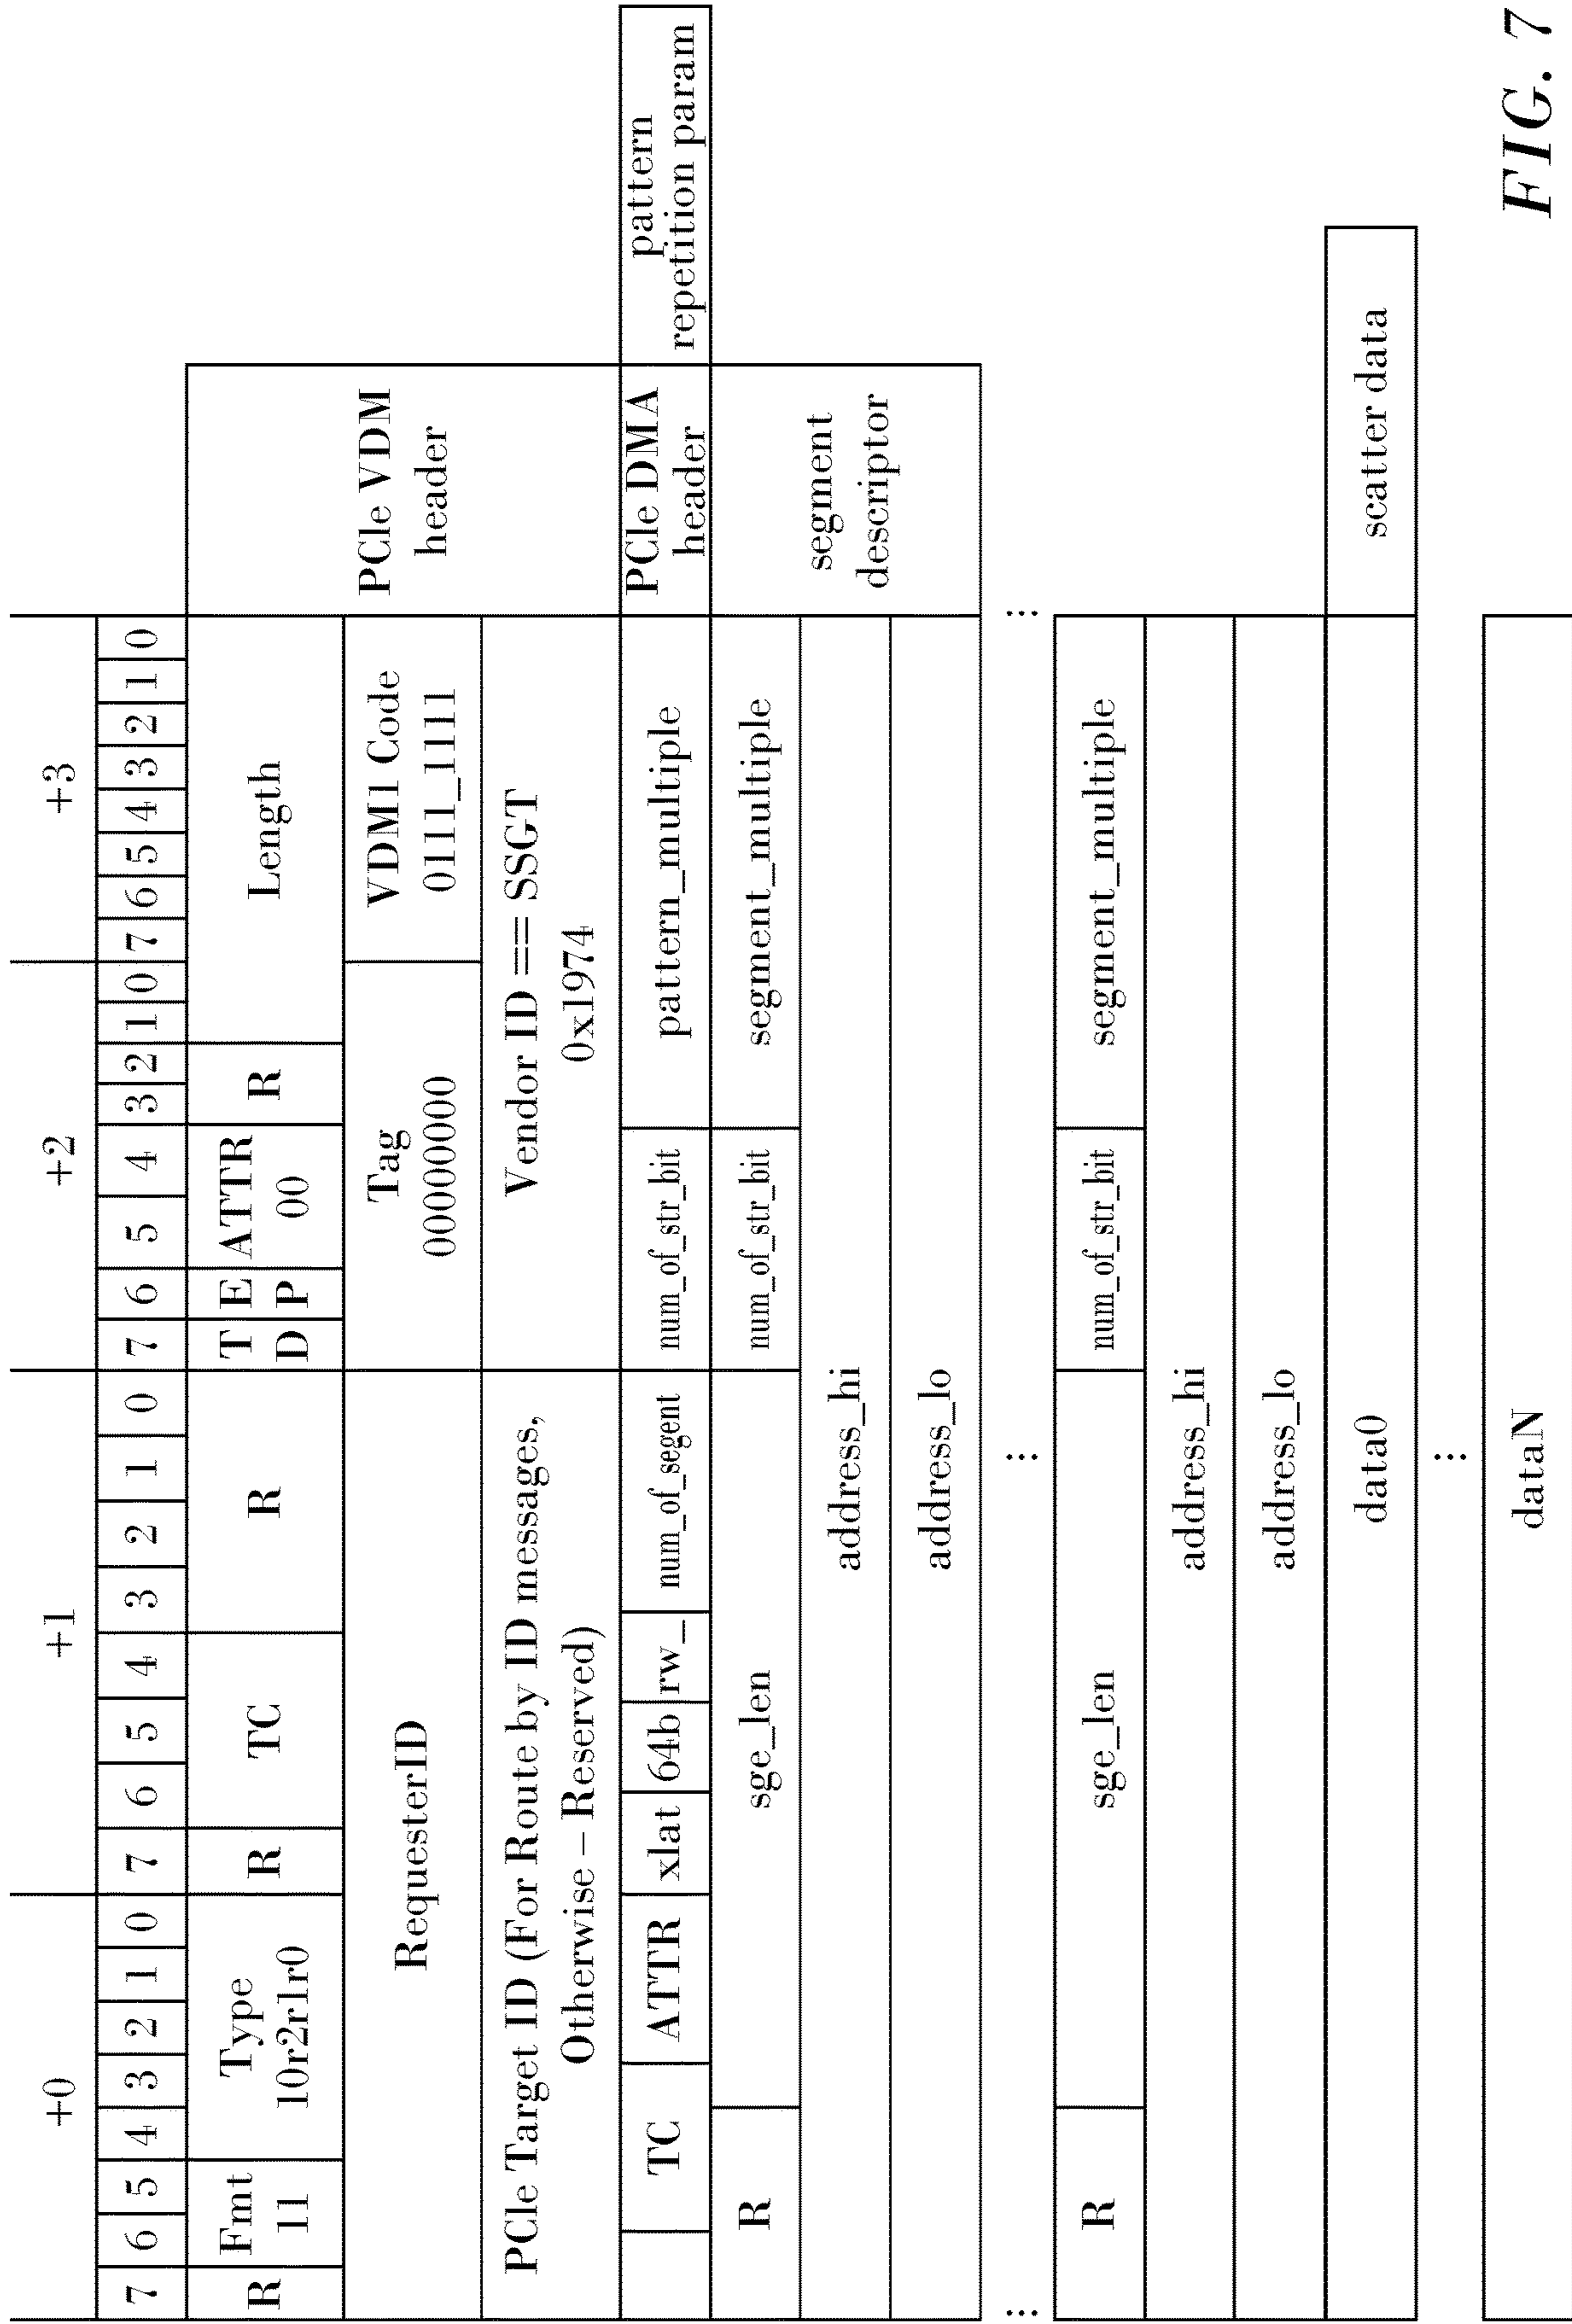 +0 +1 +2 +3
7 6 5 4 3 2 1 0 7 6 5 4 3 2 1 0 7 6 5 4 3 2 1 0 7 6 5 4 3 2 1 0
R Fmt Type R TC R T E ATTR R Length
11 10r2r1r0 D P 00
RequesterID Tag VDM1 Code PCIe VDM
00000000 0111_1111 header
PCIe Target ID (For Route by ID messages, Vendor ID == SSGT
Otherwise – Reserved) 0x1974
TC ATTR xlat 64b rw_ num_of_segent num_of_str_bit pattern_multiple PCIe DMA pattern
header repetition param
R sge_len num_of_str_bit segment_multiple segment
address_hi descriptor
address_lo
⋮ ⋮ ⋮
R sge_len num_of_str_bit segment_multiple
address_hi
address_lo
data0 scatter data
⋮
dataN
FIG. 7